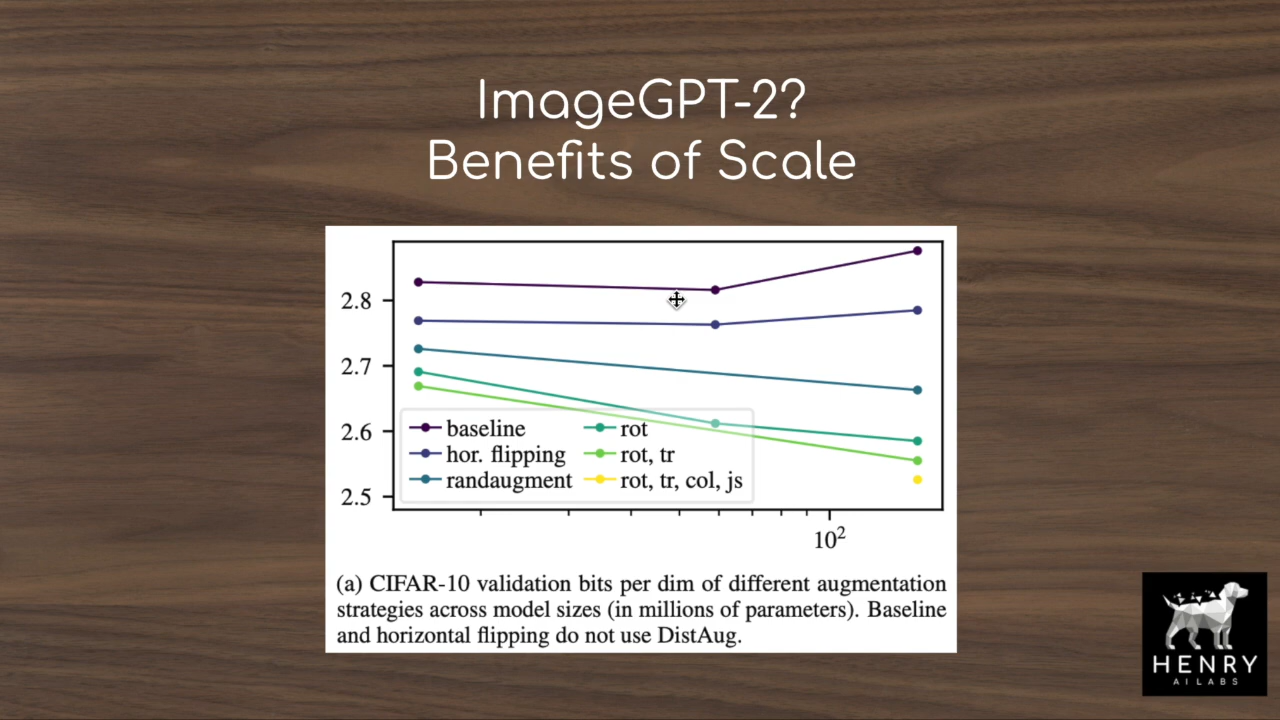 ImageGPT-2?
Benefits of Scale
2.8
2.7
2.6
2.5
baseline
hor. flipping
randaugment
rot
rot, tr
rot, tr, col, js
10²
(a) CIFAR-10 validation bits per dim of different augmentation
strategies across model sizes (in millions of parameters). Baseline
and horizontal flipping do not use DistAug.
HENRY
AI LABS